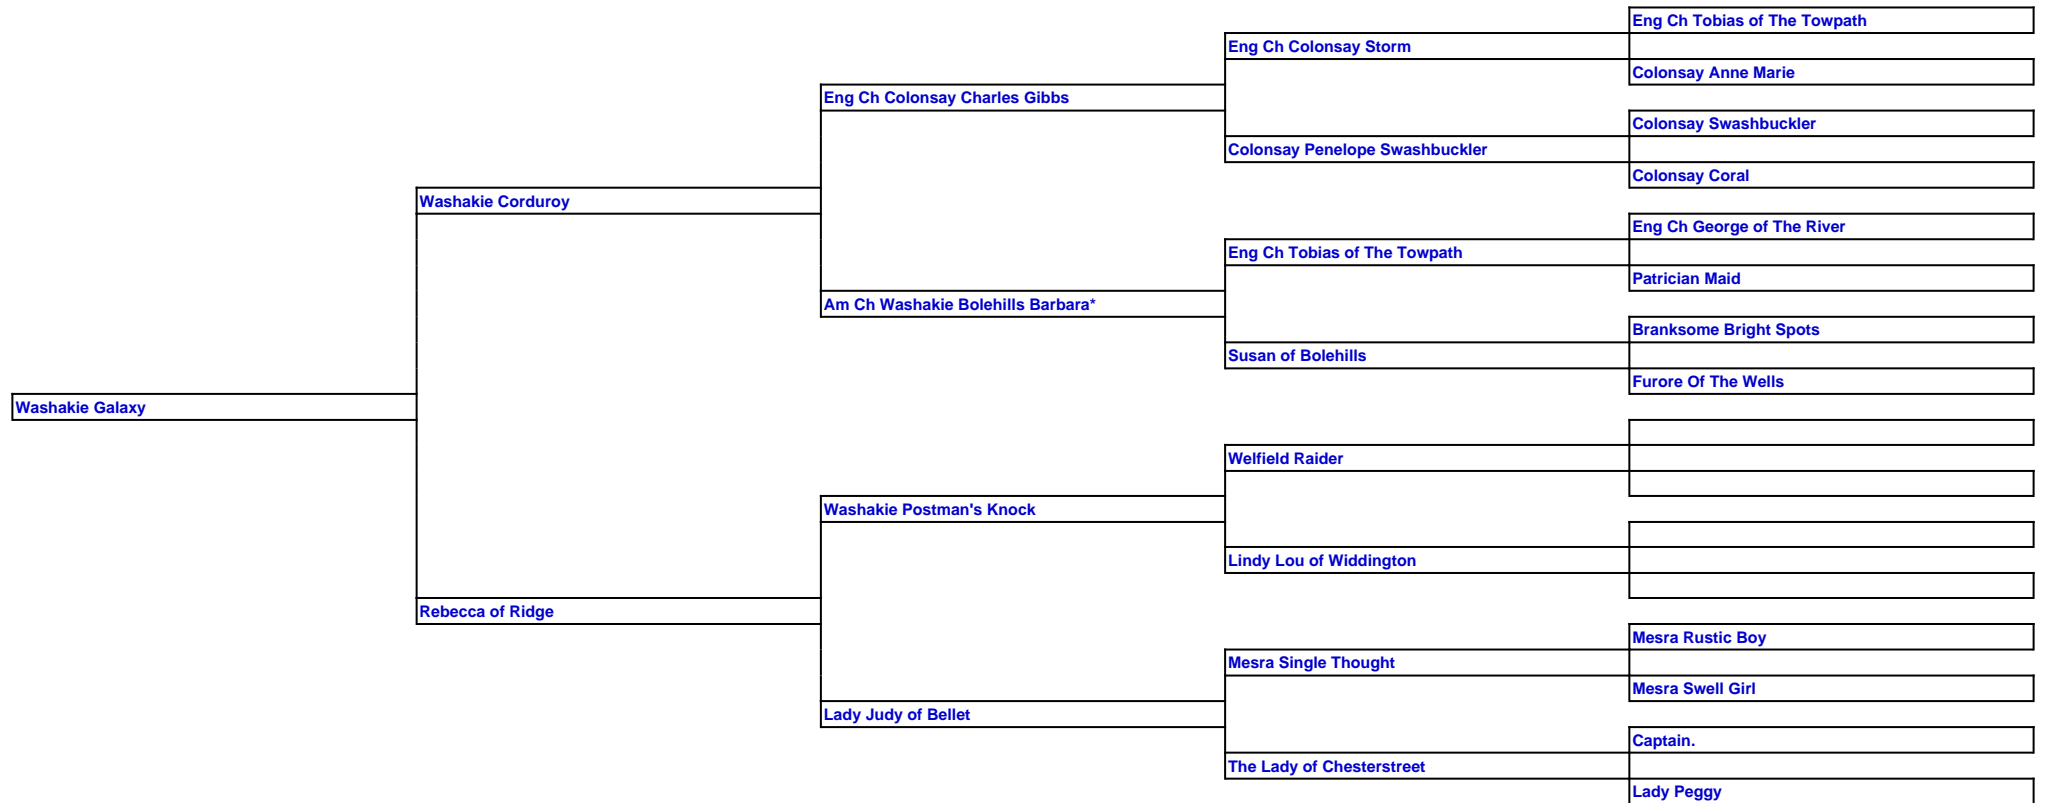 Eng Ch Tobias of The Towpath
Eng Ch Colonsay Storm
Colonsay Anne Marie
Eng Ch Colonsay Charles Gibbs
Colonsay Swashbuckler
Colonsay Penelope Swashbuckler
Colonsay Coral
Washakie Corduroy
Eng Ch George of The River
Eng Ch Tobias of The Towpath
Patrician Maid
Am Ch Washakie Bolehills Barbara*
Branksome Bright Spots
Susan of Bolehills
Furore Of The Wells
Washakie Galaxy
Welfield Raider
Washakie Postman's Knock
Lindy Lou of Widdington
Rebecca of Ridge
Mesra Rustic Boy
Mesra Single Thought
Mesra Swell Girl
Lady Judy of Bellet
Captain.
The Lady of Chesterstreet
Lady Peggy